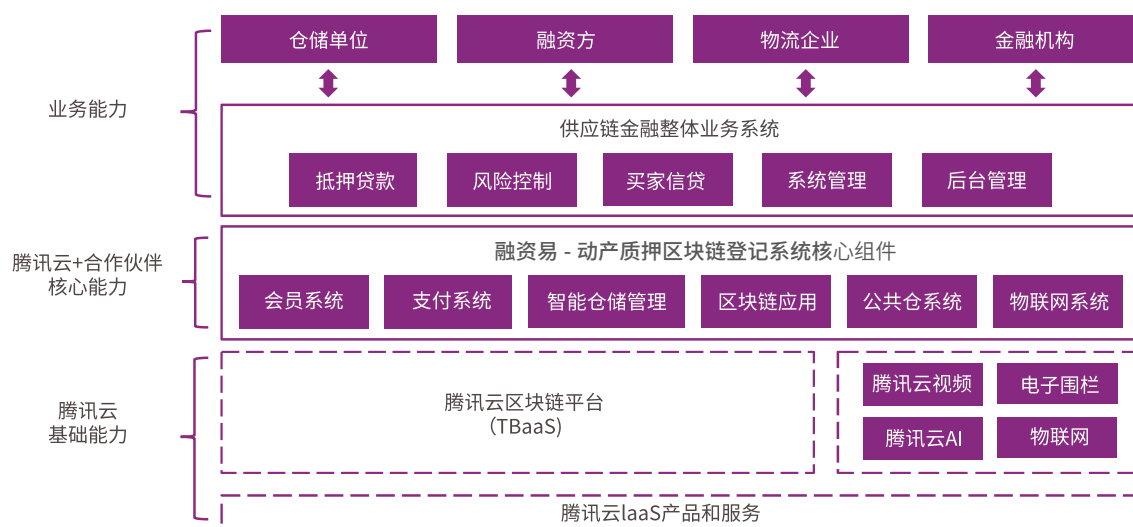 仓储单位
融资方
物流企业
金融机构
业务能力
供应链金融整体业务系统
抵押贷款
风险控制
买家信贷
系统管理
后台管理
腾讯云+合作伙伴
核心能力
融资易 - 动产质押区块链登记系统核心组件
会员系统
支付系统
智能仓储管理
区块链应用
公共仓系统
物联网系统
腾讯云
基础能力
腾讯云区块链平台
（TBaaS)
腾讯云视频
电子围栏
腾讯云AI
物联网
腾讯云laaS产品和服务